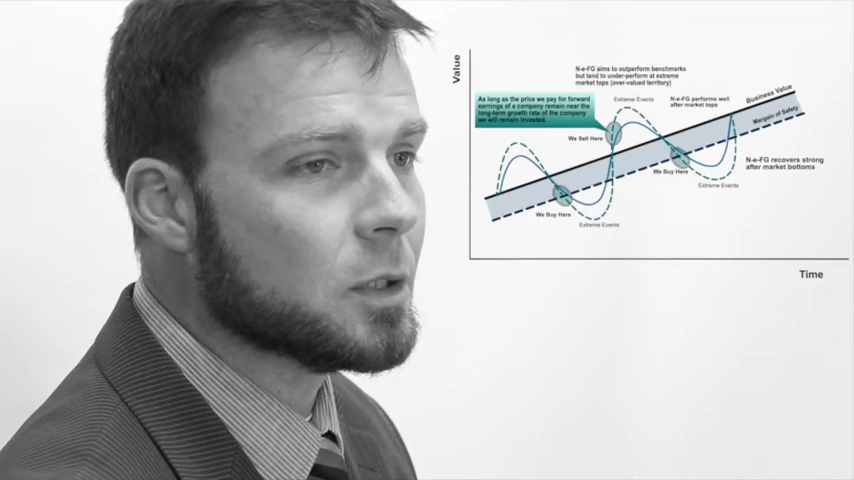 Value
N-e-FG aims to outperform benchmarks
but tend to under-perform at extreme
market tops (over-valued territory)
As long as the price we pay for forward
earnings of a company remain near the
long-term growth rate of the company
we will remain invested.
Extreme Events
N-e-FG performs well
after market tops
Business Value
Margain of Safety
We Sell Here
We Buy Here
N-e-FG recovers strong
after market bottoms
Extreme Events
We Buy Here
Extreme Events
Time